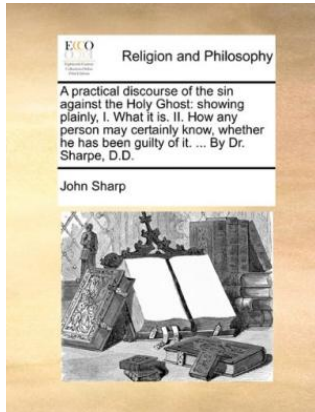 ECCO
Religion and Philosophy
A practical discourse of the sin
against the Holy Ghost: showing
plainly, I. What it is. II. How any
person may certainly know, whether
he has been guilty of it. ... By Dr.
Sharpe, D.D.
John Sharp